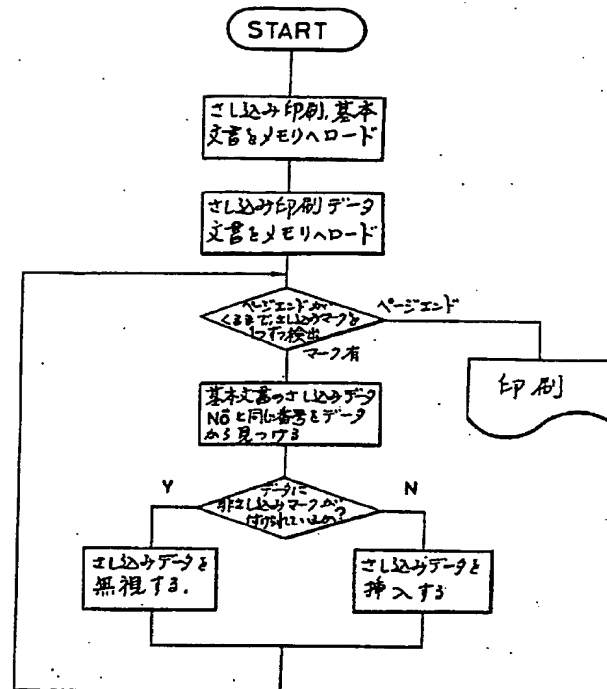 START
さし込み印刷,基本
文書をメモリへロード
さし込み印刷データ
文書をメモリへロード
ページエンドが
くるまで,さし込みマークを
1つずつ検出
ページエンド
マーク有
印刷
基本文書のさし込みデータ
No.と同じ番号をデータ
から見つける
データに
非さし込みマークが
付けられているか?
Y
N
さし込みデータを
無視する.
さし込みデータを
挿入する